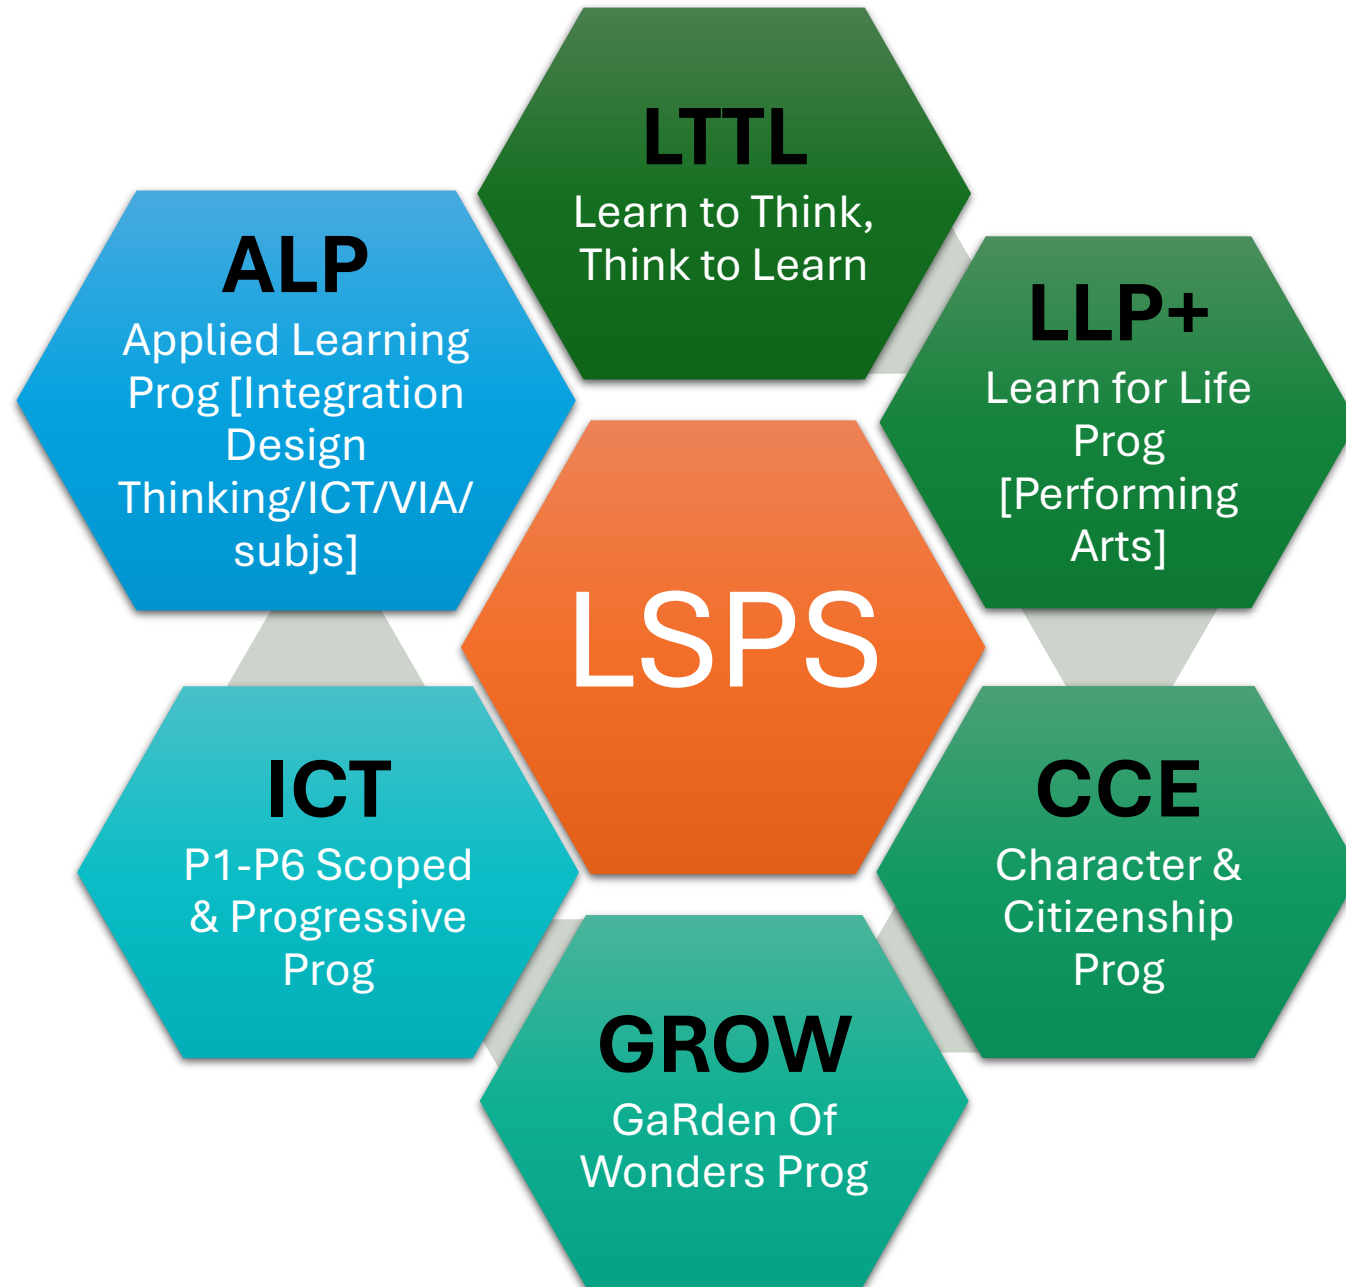 LTTL
Learn to Think,
Think to Learn
LLP+
Learn for Life
Prog
[Performing
Arts]
CCE
Character &
Citizenship
Prog
GROW
GaRden Of
Wonders Prog
ICT
P1-P6 Scoped
& Progressive
Prog
ALP
Applied Learning
Prog [Integration
Design
Thinking/ICT/VIA/
subjs]
LSPS